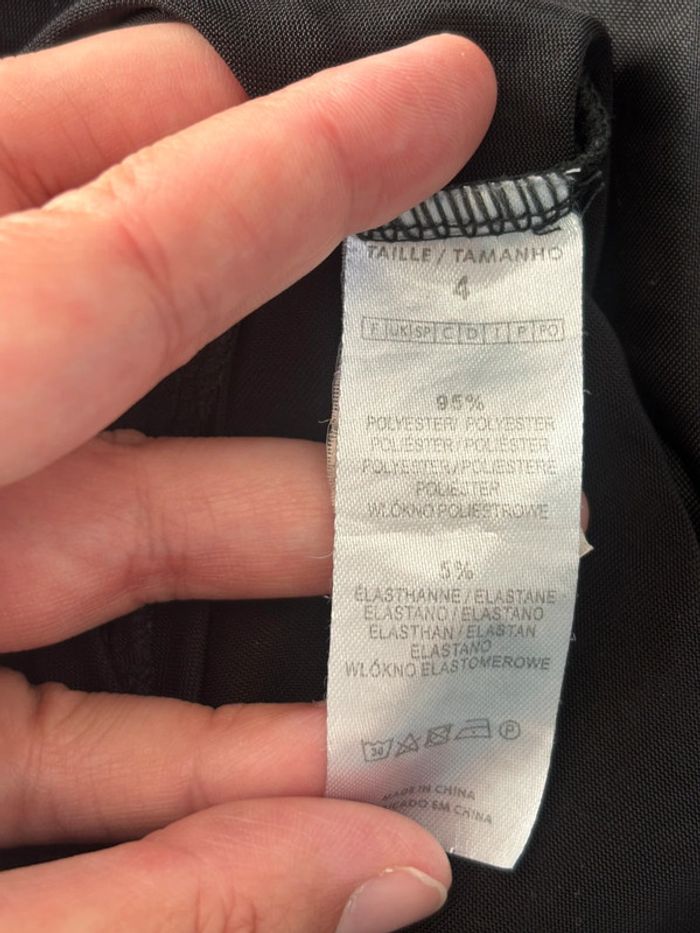 TAILLE / TAMANHO
4
F UK SP C D I P PO
95%
POLYESTER/ POLYESTER
POLIÉSTER/ POLIÉSTER
POLYESTER/POLIESTERE
POLIESTER
WŁÓKNO POLIESTROWE
5%
ÉLASTHANNE / ELASTANE
ELASTANO / ELASTANO
ELASTHAN / ELASTAN
ELASTANO
WŁÓKNO ELASTOMEROWE
30 P
MADE IN CHINA
EM CHINA